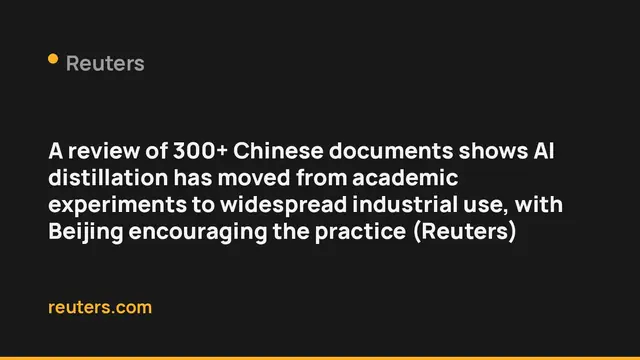 Reuters
A review of 300+ Chinese documents shows AI
distillation has moved from academic
experiments to widespread industrial use, with
Beijing encouraging the practice (Reuters)
reuters.com